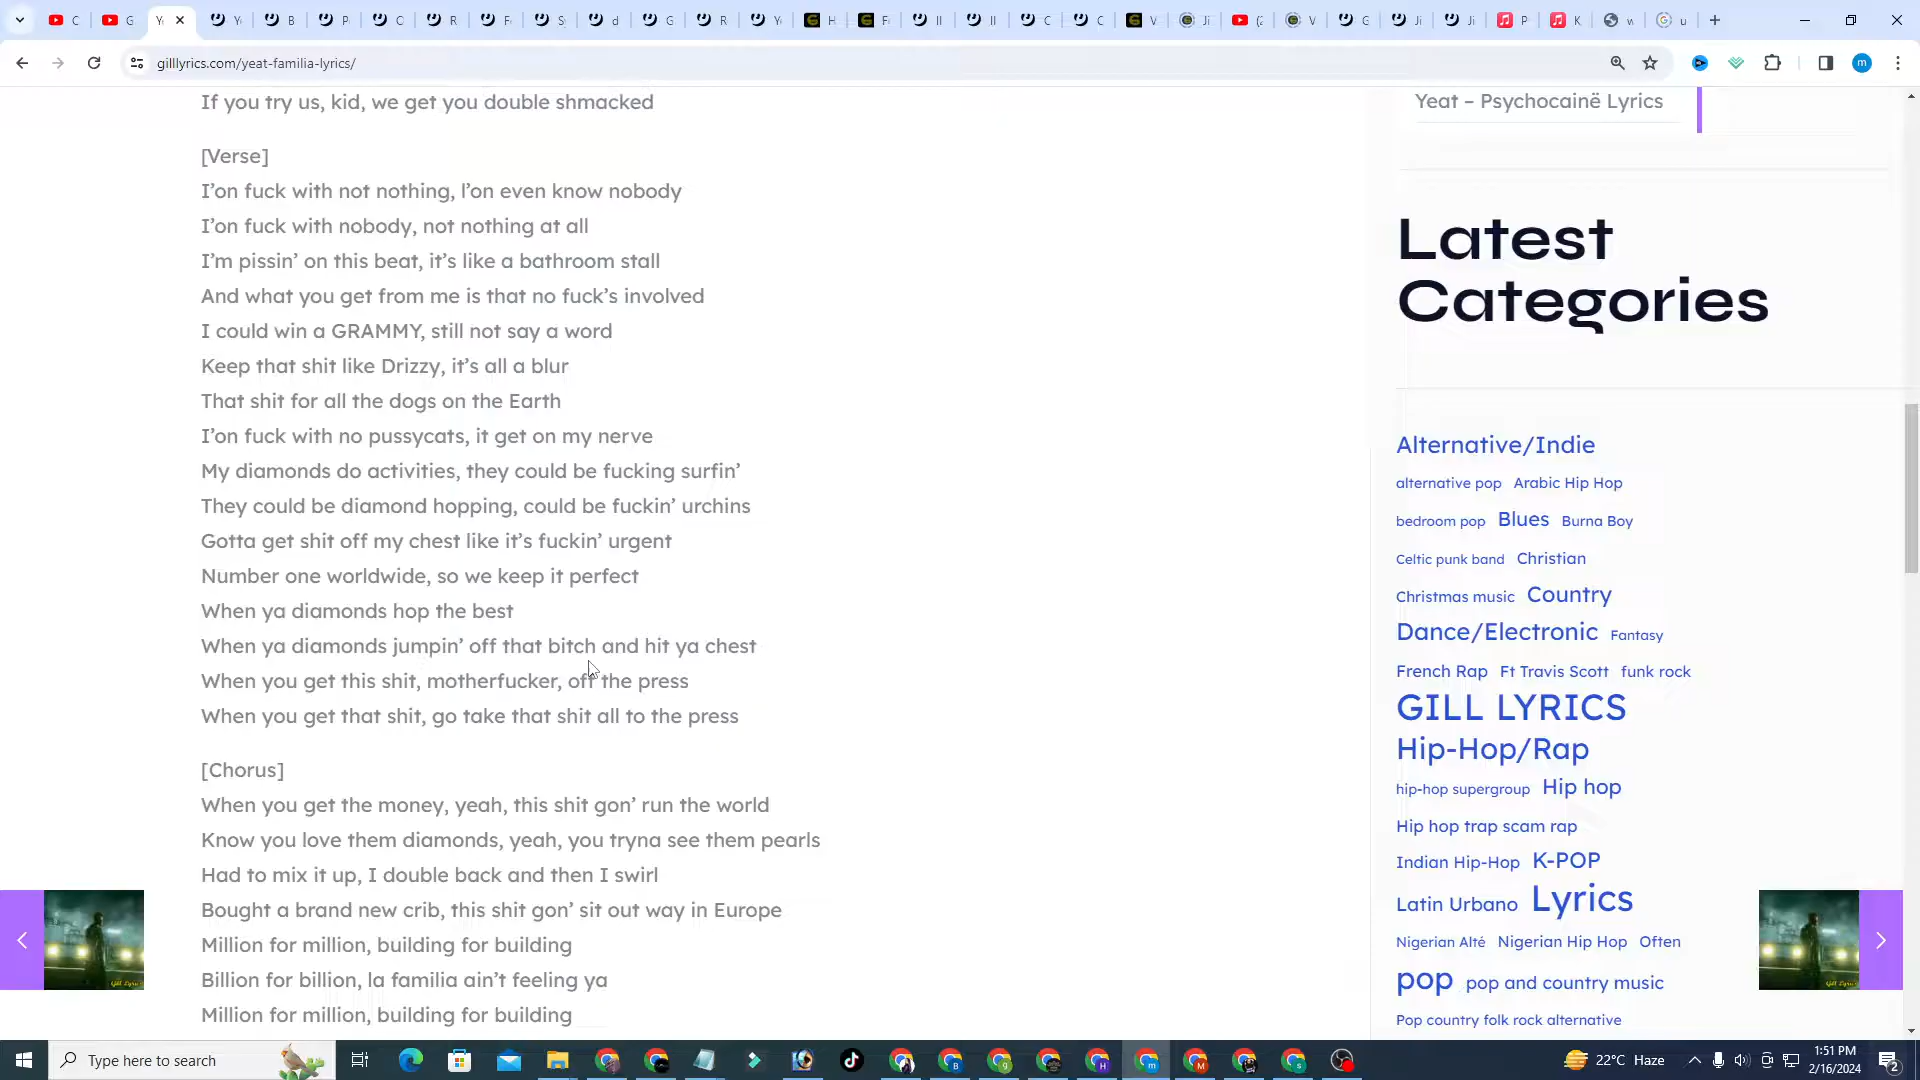 gilllyrics.com/yeat-familia-lyrics/
If you try us, kid, we get you double shmacked
[Verse]
I’on fuck with not nothing, l’on even know nobody
I’on fuck with nobody, not nothing at all
I’m pissin’ on this beat, it’s like a bathroom stall
And what you get from me is that no fuck’s involved
I could win a GRAMMY, still not say a word
Keep that shit like Drizzy, it’s all a blur
That shit for all the dogs on the Earth
I’on fuck with no pussycats, it get on my nerve
My diamonds do activities, they could be fucking surfin’
They could be diamond hopping, could be fuckin’ urchins
Gotta get shit off my chest like it’s fuckin’ urgent
Number one worldwide, so we keep it perfect
When ya diamonds hop the best
When ya diamonds jumpin’ off that bitch and hit ya chest
When you get this shit, motherfucker, off the press
When you get that shit, go take that shit all to the press
[Chorus]
When you get the money, yeah, this shit gon’ run the world
Know you love them diamonds, yeah, you tryna see them pearls
Had to mix it up, I double back and then I swirl
Bought a brand new crib, this shit gon’ sit out way in Europe
Million for million, building for building
Billion for billion, la familia ain’t feeling ya
Million for million, building for building
Yeat – Psychocainë Lyrics
Latest
Categories
Alternative/Indie
alternative pop Arabic Hip Hop
bedroom pop Blues Burna Boy
Celtic punk band Christian
Christmas music Country
Dance/Electronic Fantasy
French Rap Ft Travis Scott funk rock
GILL LYRICS
Hip-Hop/Rap
hip-hop supergroup Hip hop
Hip hop trap scam rap
Indian Hip-Hop K-POP
Latin Urbano Lyrics
Nigerian Alté Nigerian Hip Hop Often
pop pop and country music
Pop country folk rock alternative
Type here to search
22°C Haze
1:51 PM
2/16/2024